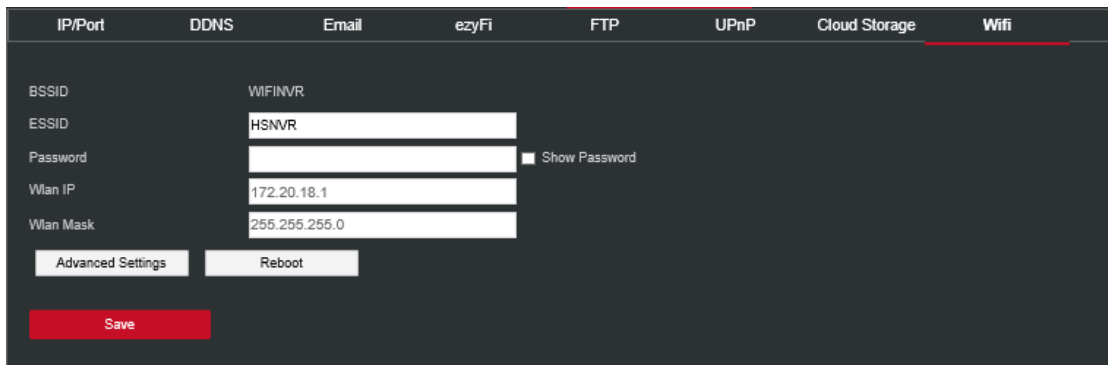 IP/Port DDNS Email ezyFi FTP UPnP Cloud Storage Wifi
BSSID WIFINVR
ESSID HSNVR
Password Show Password
Wlan IP 172.20.18.1
Wlan Mask 255.255.255.0
Advanced Settings Reboot
Save